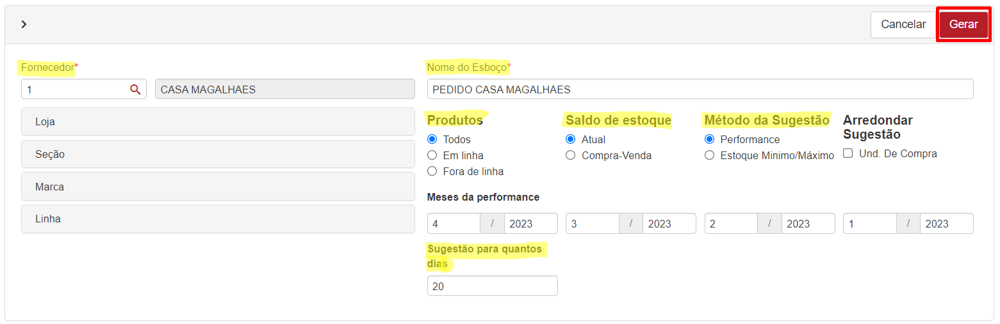 Cancelar Gerar
Fornecedor* Nome do Esboço*
1 CASA MAGALHAES PEDIDO CASA MAGALHAES
Loja
Seção
Marca
Linha
Produtos
Todos
Em linha
Fora de linha
Saldo de estoque
Atual
Compra-Venda
Método da Sugestão
Performance
Estoque Minimo/Máximo
Arredondar
Sugestão
Und. De Compra
Meses da performance
4 / 2023 3 / 2023 2 / 2023 1 / 2023
Sugestão para quantos
dias
20